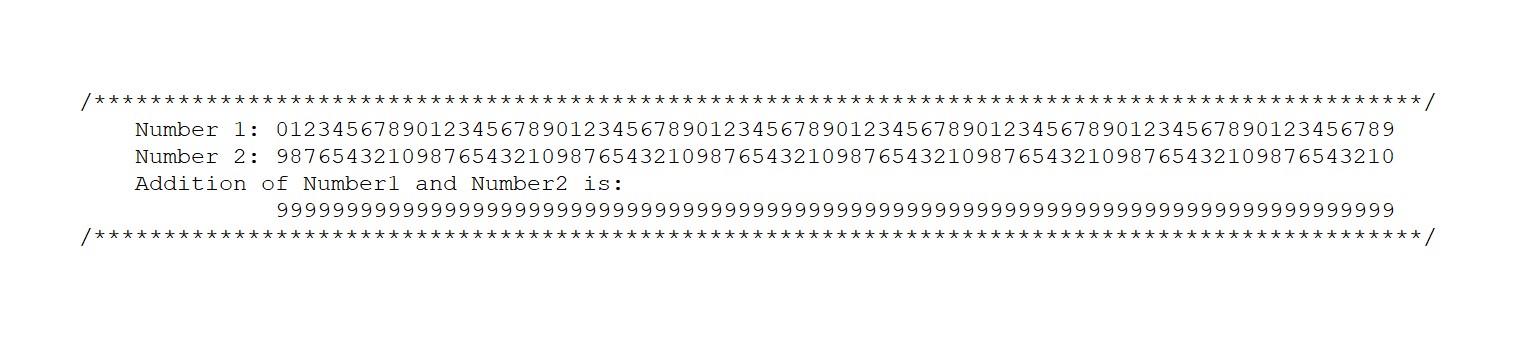 /***********************************************************************************************/
Number 1: 01234567890123456789012345678901234567890123456789012345678901234567890123456789
Number 2: 98765432109876543210987654321098765432109876543210987654321098765432109876543210
Addition of Number1 and Number2 is:
99999999999999999999999999999999999999999999999999999999999999999999999999999999
/***********************************************************************************************/